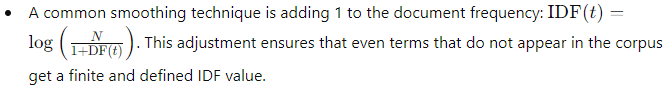 • A common smoothing technique is adding 1 to the document frequency: IDF(t) =
log (N / 1+DF(t)). This adjustment ensures that even terms that do not appear in the corpus
get a finite and defined IDF value.